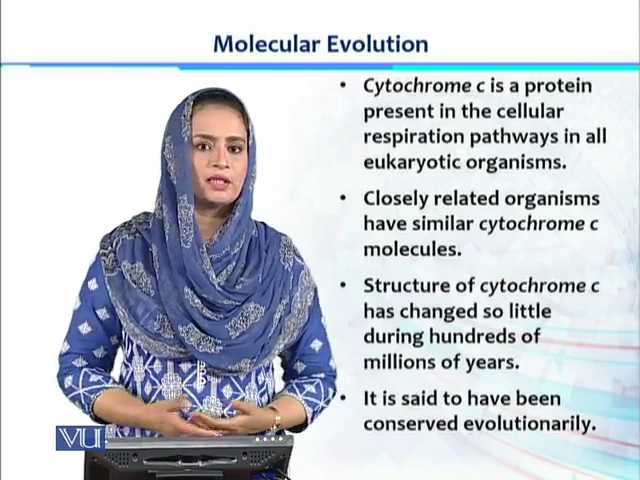 Molecular Evolution
• Cytochrome c is a protein
present in the cellular
respiration pathways in all
eukaryotic organisms.
• Closely related organisms
have similar cytochrome c
molecules.
• Structure of cytochrome c
has changed so little
during hundreds of
millions of years.
• It is said to have been
conserved evolutionarily.
VU